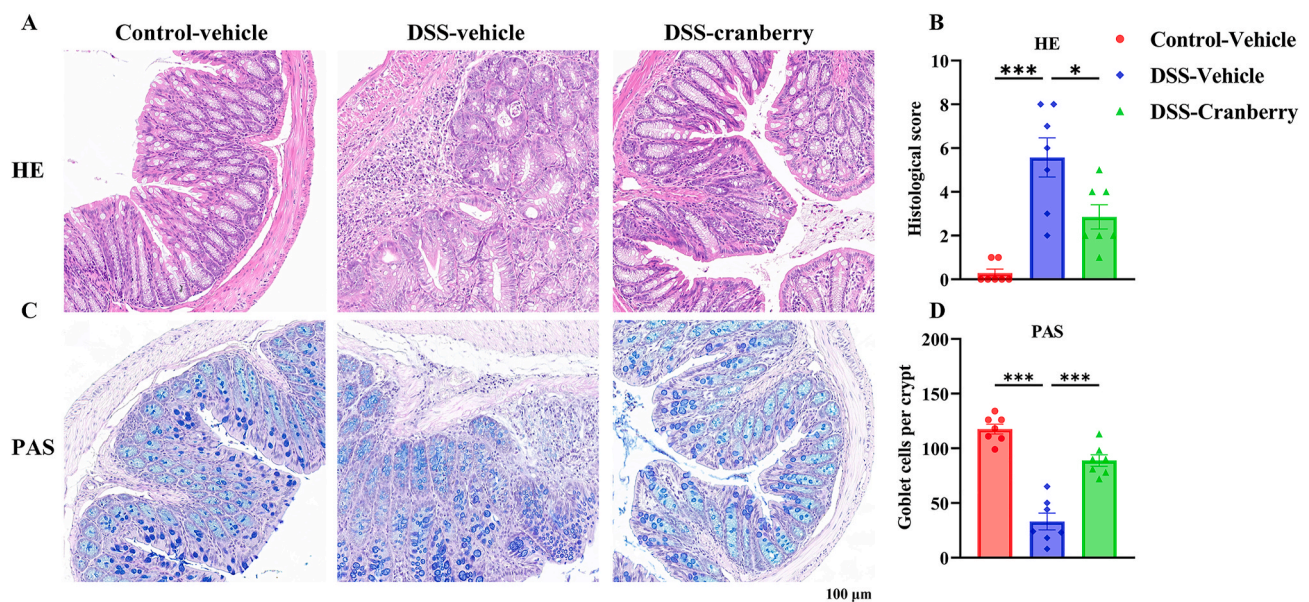 A
Control-vehicle
DSS-vehicle
DSS-cranberry
HE
B
HE
***
*
Histological score
10
8
6
4
2
0
Control-Vehicle
DSS-Vehicle
DSS-Cranberry
C
PAS
100 μm
D
PAS
***
***
Goblet cells per crypt
200
150
100
50
0